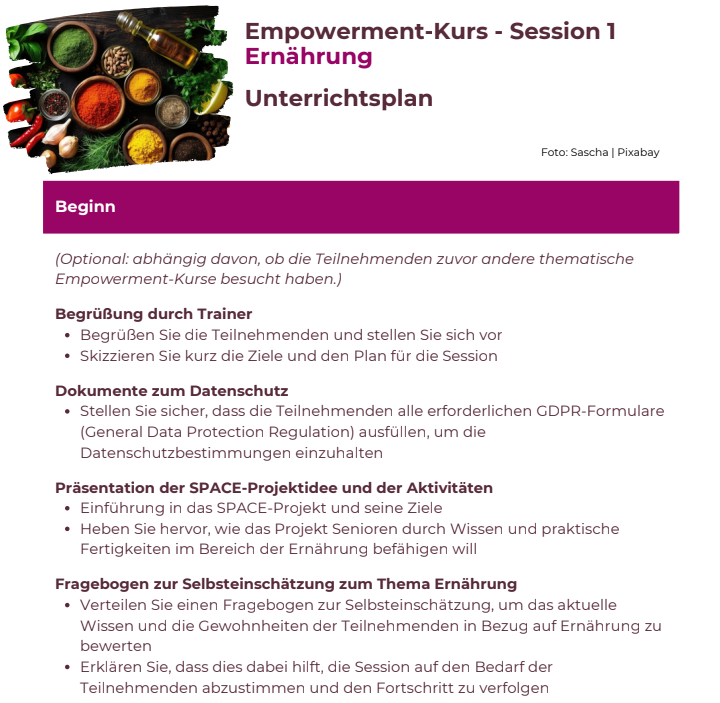 Empowerment-Kurs - Session 1
Ernährung
Unterrichtsplan
Foto: Sascha | Pixabay
Beginn
(Optional: abhängig davon, ob die Teilnehmenden zuvor andere thematische
Empowerment-Kurse besucht haben.)
Begrüßung durch Trainer
• Begrüßen Sie die Teilnehmenden und stellen Sie sich vor
• Skizzieren Sie kurz die Ziele und den Plan für die Session
Dokumente zum Datenschutz
• Stellen Sie sicher, dass die Teilnehmenden alle erforderlichen GDPR-Formulare
(General Data Protection Regulation) ausfüllen, um die
Datenschutzbestimmungen einzuhalten
Präsentation der SPACE-Projektidee und der Aktivitäten
• Einführung in das SPACE-Projekt und seine Ziele
• Heben Sie hervor, wie das Projekt Senioren durch Wissen und praktische
Fertigkeiten im Bereich der Ernährung befähigen will
Fragebogen zur Selbsteinschätzung zum Thema Ernährung
• Verteilen Sie einen Fragebogen zur Selbsteinschätzung, um das aktuelle
Wissen und die Gewohnheiten der Teilnehmenden in Bezug auf Ernährung zu
bewerten
• Erklären Sie, dass dies dabei hilft, die Session auf den Bedarf der
Teilnehmenden abzustimmen und den Fortschritt zu verfolgen